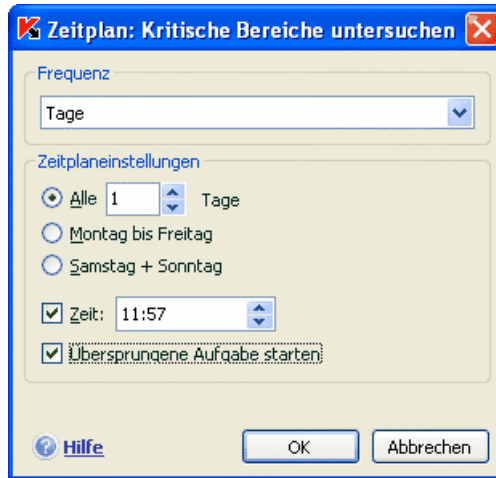 Zeitplan: Kritische Bereiche untersuchen
Frequenz
Tage
Zeitplaneinstellungen
Alle 1 Tage
Montag bis Freitag
Samstag + Sonntag
Zeit: 11:57
Übersprungene Aufgabe starten
Hilfe OK Abbrechen